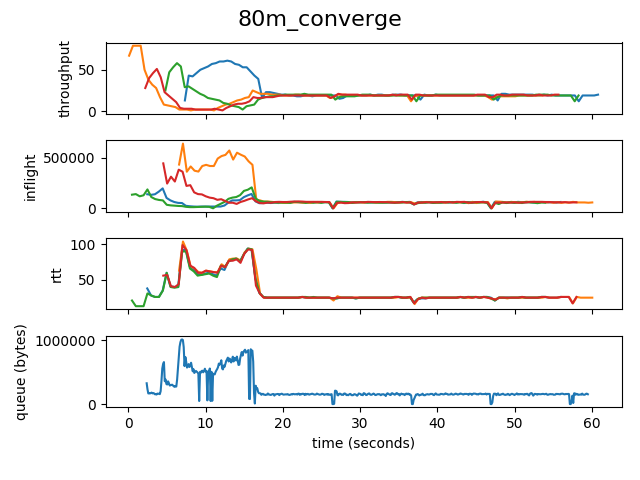 80m_converge
throughput
50
0
inflight
500000
0
rtt
100
50
queue (bytes)
1000000
0
0 10 20 30 40 50 60
time (seconds)